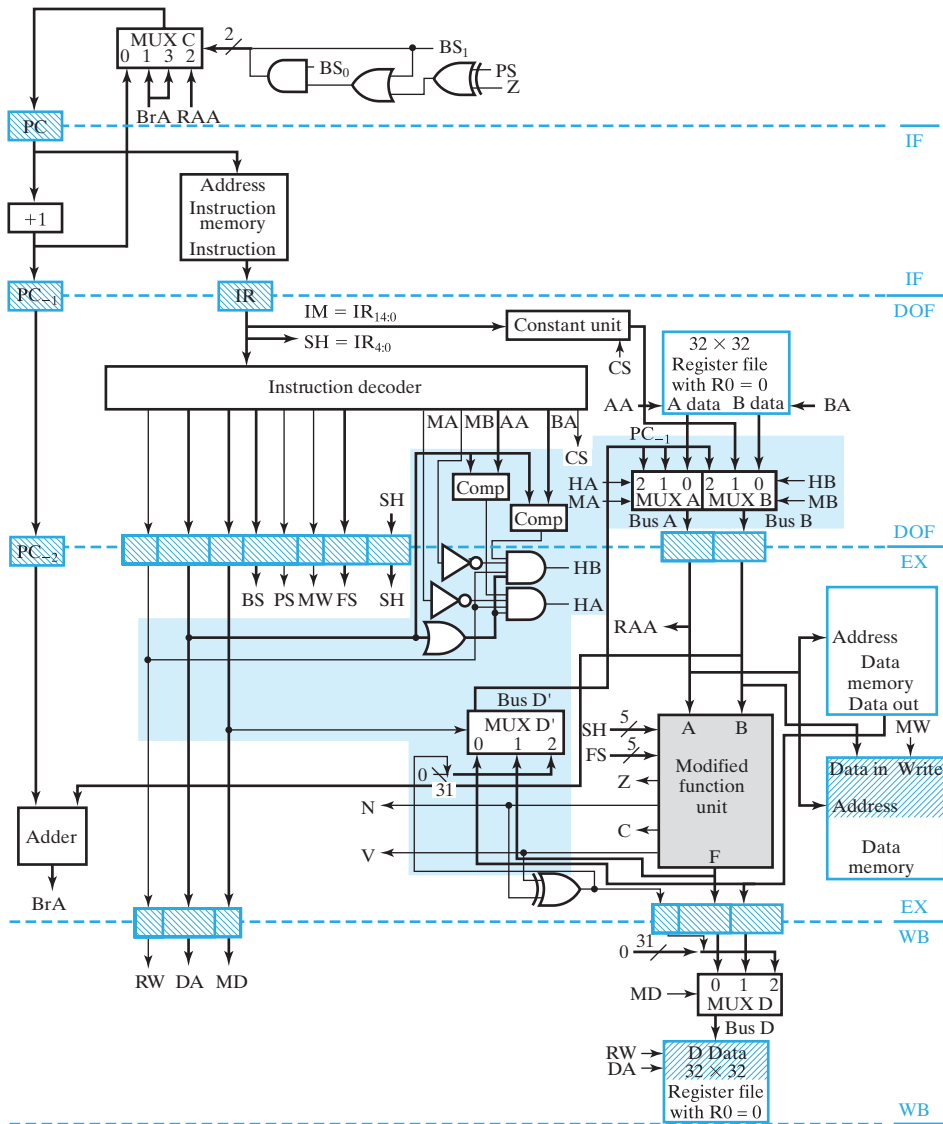 2
MUX C
0 1 3 2
BS1
BS0
PS
Z
BrA RAA
PC
IF
Address
Instruction
memory
Instruction
+1
PC–1
IR
IF
DOF
IM = IR14:0
SH = IR4:0
Constant unit
CS
32 × 32
Register file
with R0 = 0
A data B data
AA
BA
Instruction decoder
MA MB AA BA
CS
PC–1
Comp
Comp
SH
HA
MA
2 1 0 2 1 0
MUX A MUX B
HB
MB
Bus A
Bus B
DOF
EX
PC–2
BS PS MW FS SH
HB
HA
RAA
Address
Data
memory
Data out
MW
Bus D'
MUX D'
0 1 2
0
31
SH 5
FS 5
A B
Modified
function
unit
F
Z
N
C
V
Data in Write
Address
Data
memory
Adder
BrA
EX
WB
RW DA MD
0 31
0 1 2
MUX D
MD
Bus D
RW
DA
D Data
32 × 32
Register file
with R0 = 0
WB